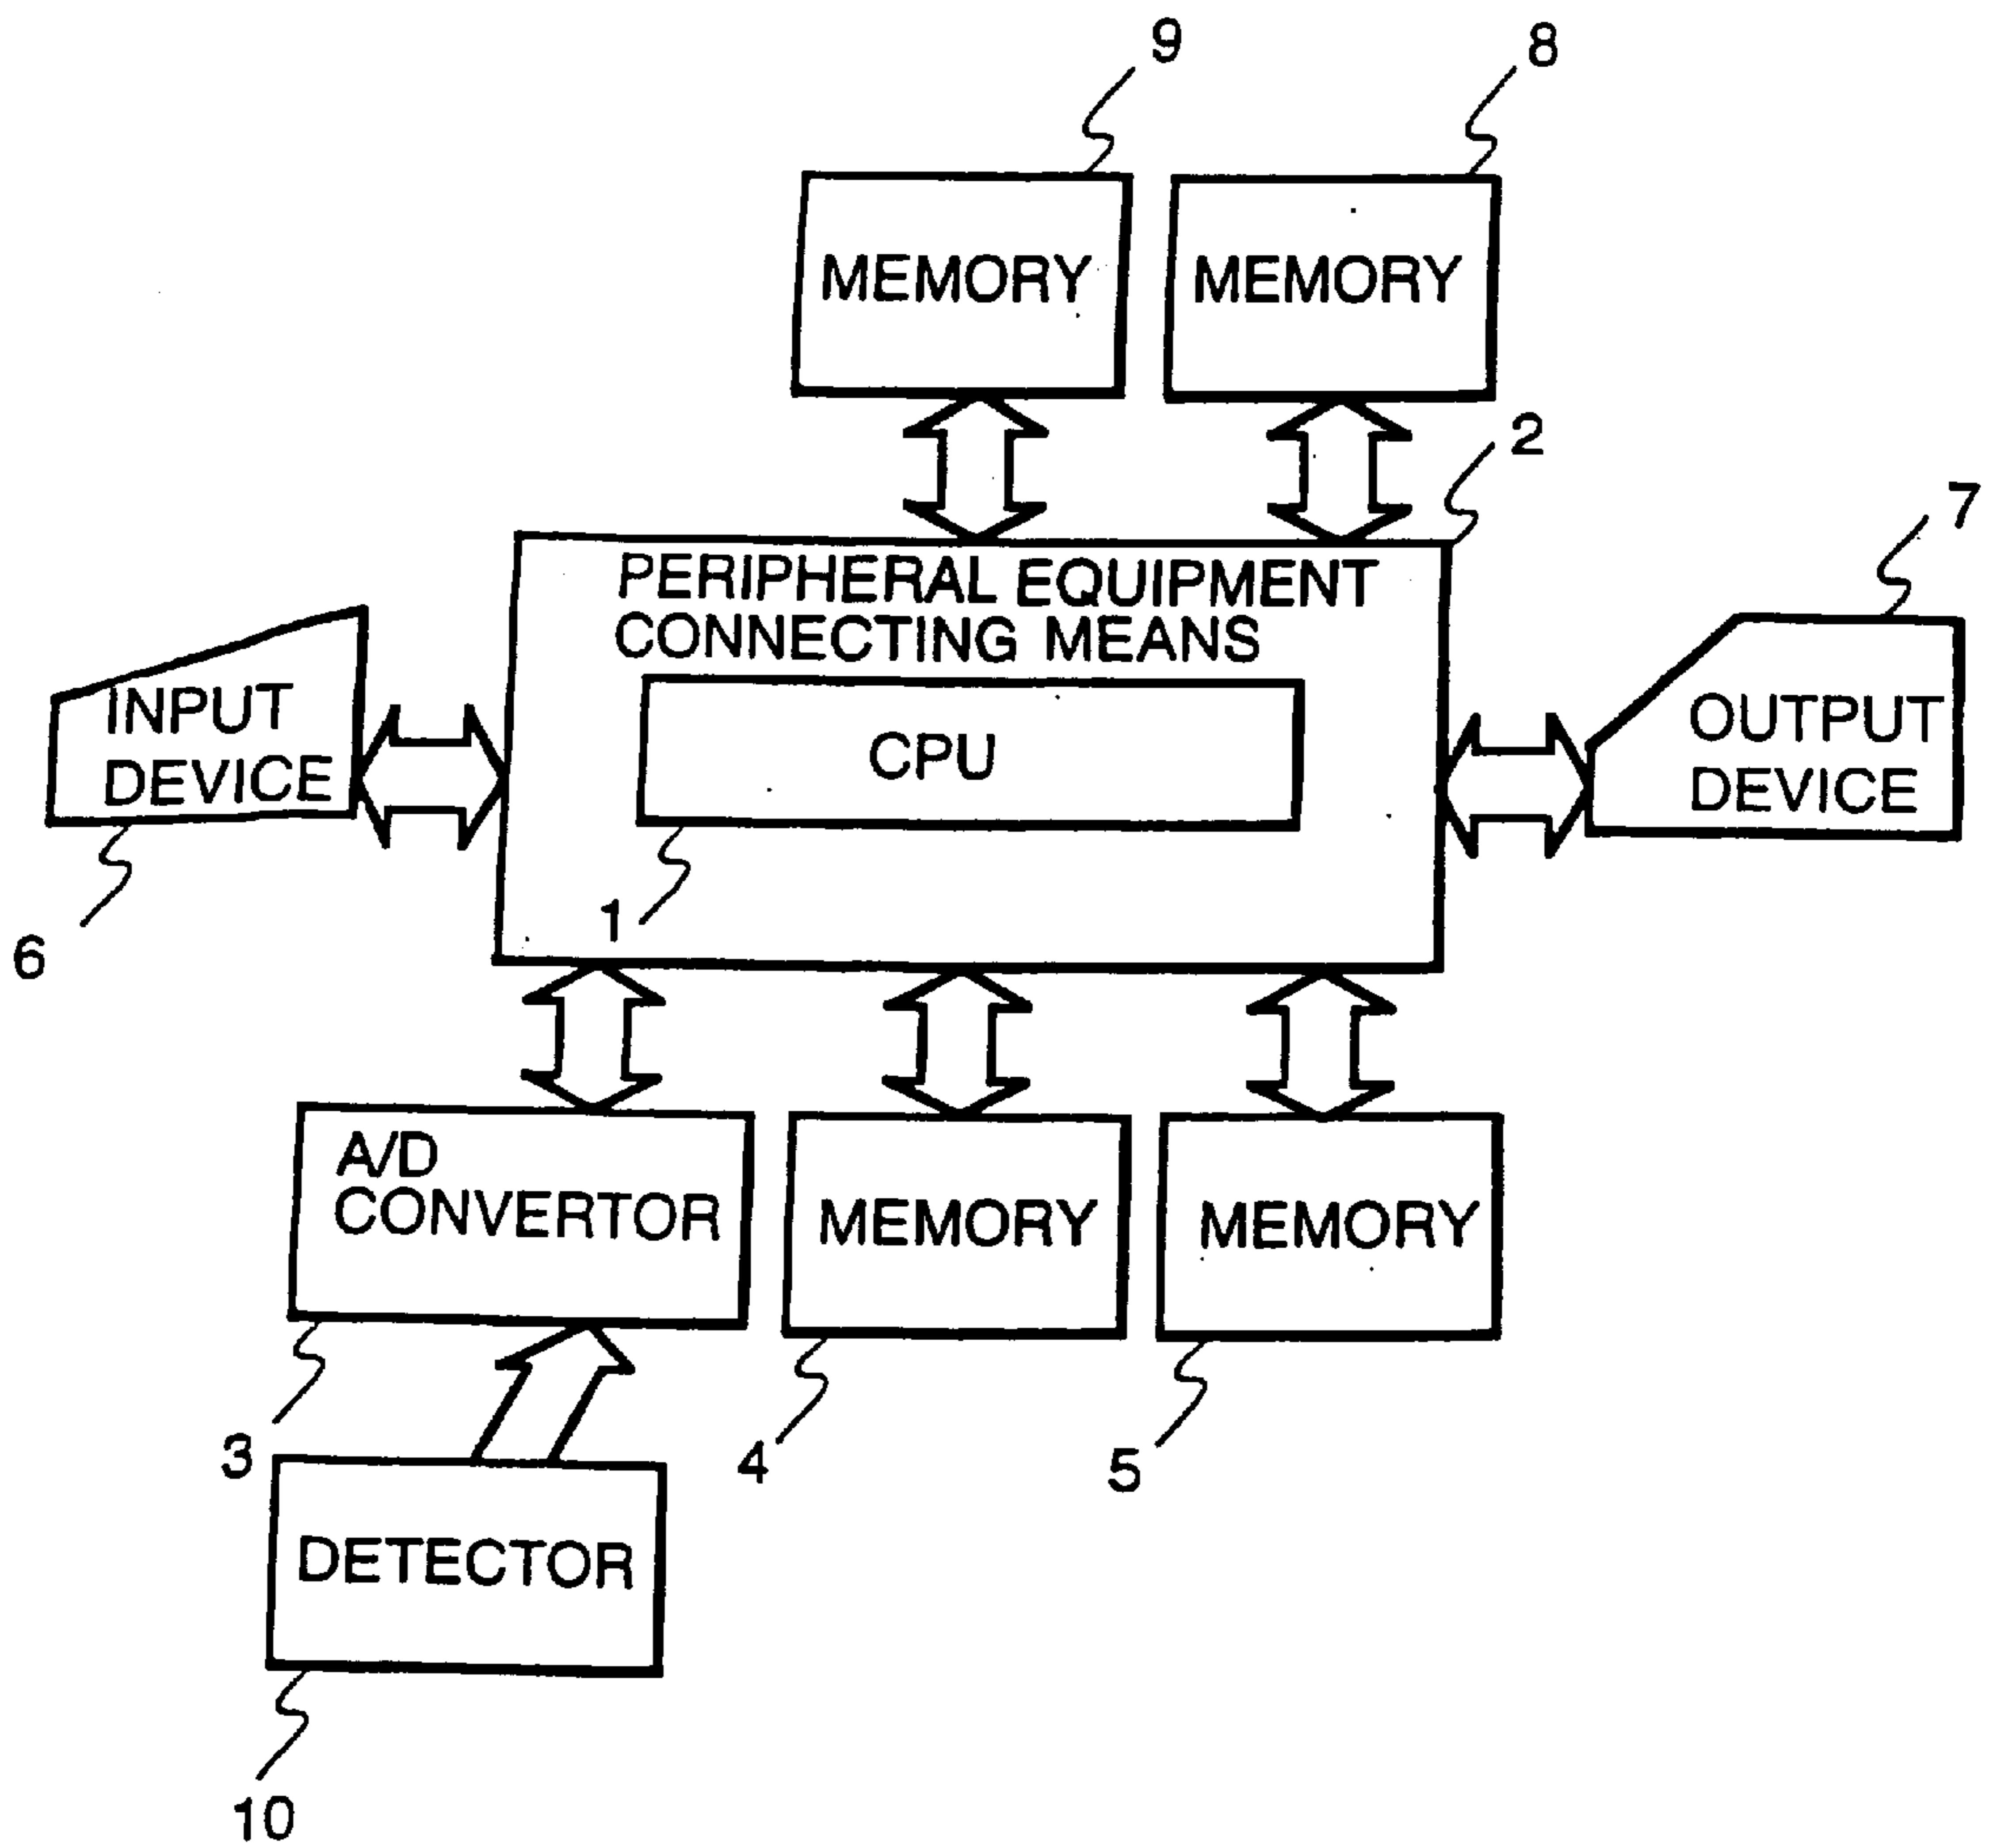 9
8
MEMORY
MEMORY
2
7
PERIPHERAL EQUIPMENT
CONNECTING MEANS
INPUT
DEVICE
CPU
OUTPUT
DEVICE
1
6
A/D
CONVERTOR
MEMORY
MEMORY
3
4
5
DETECTOR
10